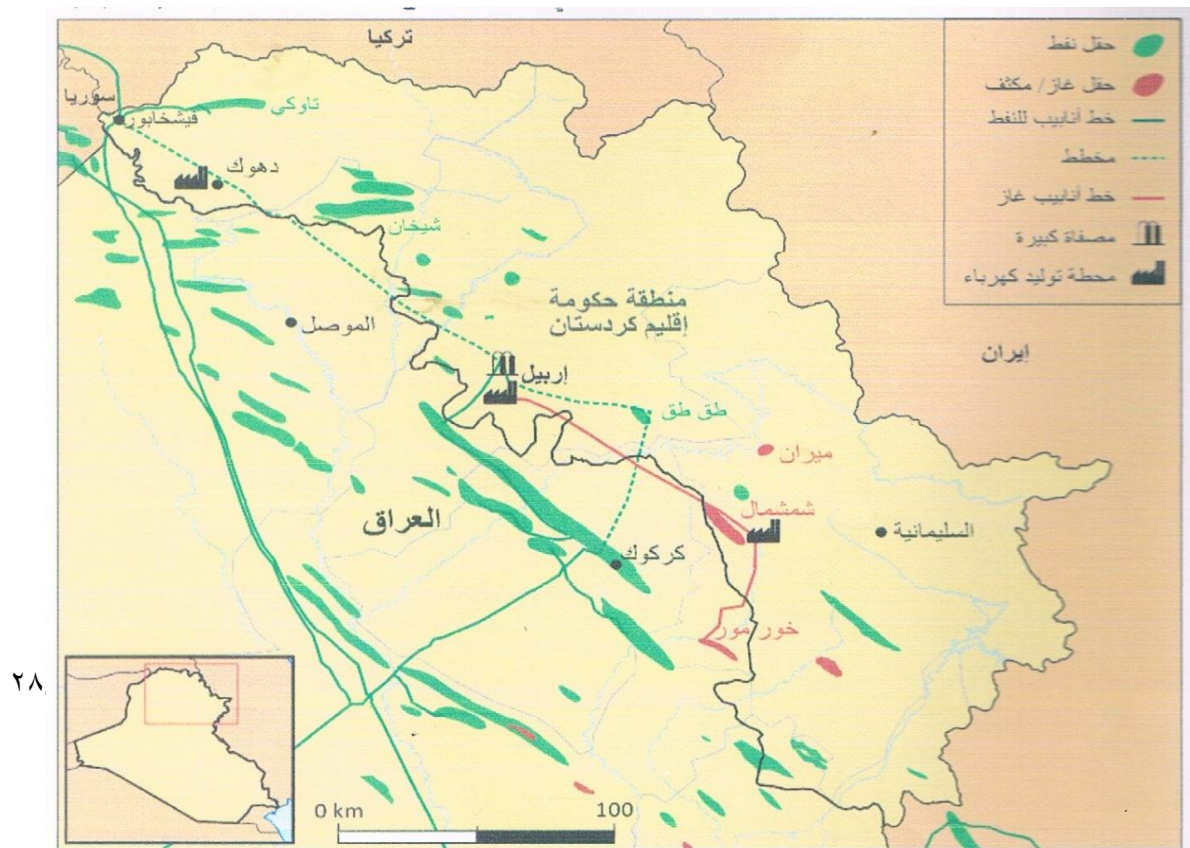 تركيا
حقل نفط
حقل غاز/ مكثف
خط أنابيب للنفط
مخطط
خط أنابيب غاز
مصفاة كبيرة
محطة توليد كهرباء
سوريا
تاوكي
فيشخابور
دهوك
شيخان
منطقة حكومة
إقليم كردستان
الموصل
إيران
إربيل
طق طق
ميران
شمشمال
العراق
السليمانية
كركوك
خور مور
٢٨
0 km 100